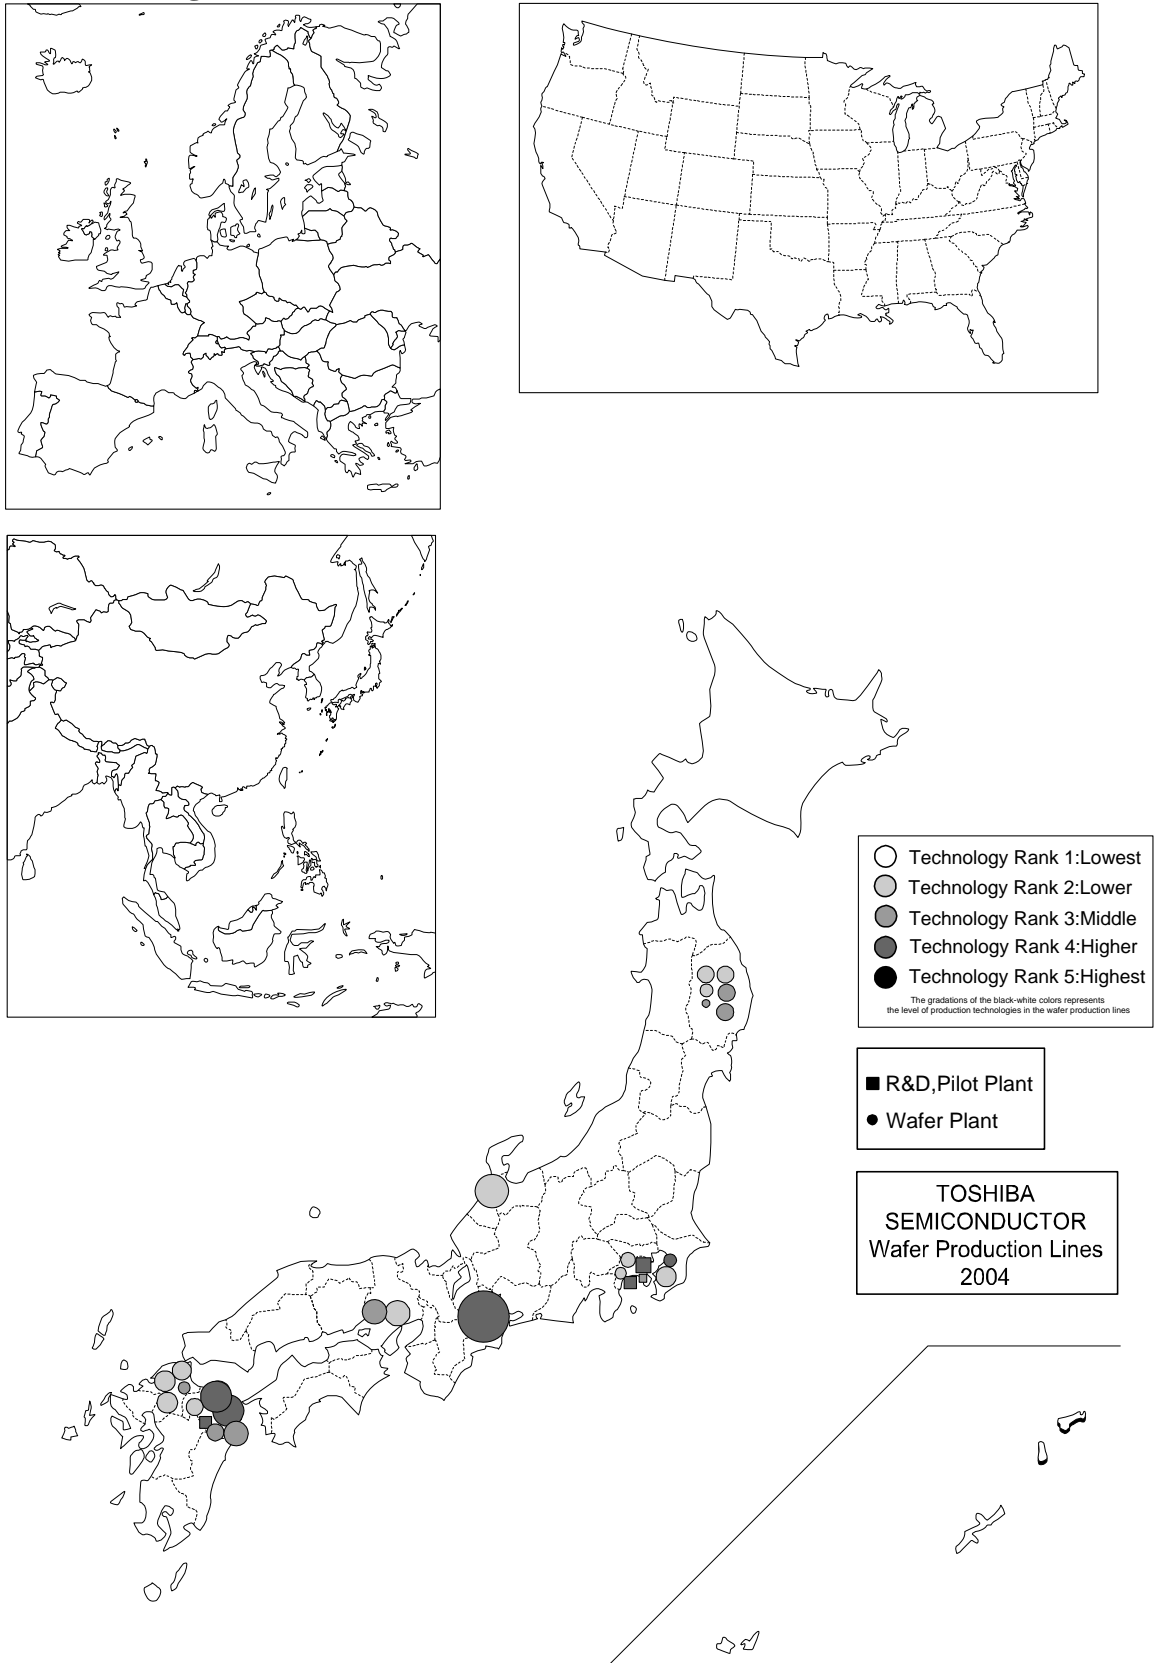 Technology Rank 1:Lowest
Technology Rank 2:Lower
Technology Rank 3:Middle
Technology Rank 4:Higher
Technology Rank 5:Highest
The gradations of the black-white colors represents
the level of production technologies in the wafer production lines
R&D,Pilot Plant
Wafer Plant
TOSHIBA
SEMICONDUCTOR
Wafer Production Lines
2004